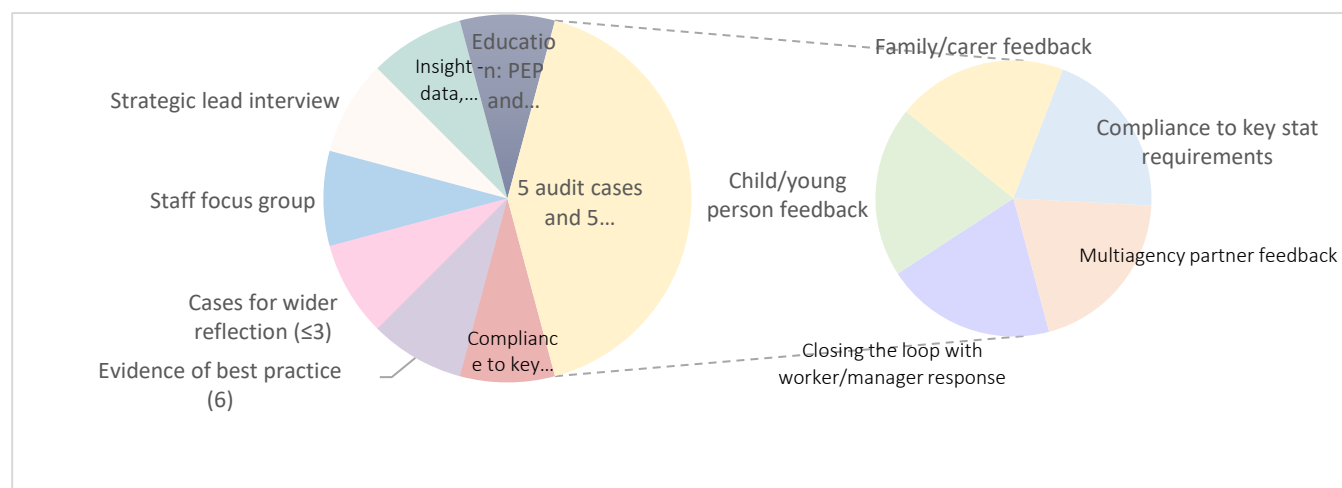 Educatio
n: PEP
and...
Insight -
data,...
Strategic lead interview
Staff focus group
Cases for wider
reflection (≤3)
Evidence of best practice
(6)
Complianc
e to key...
5 audit cases
and 5...
Family/carer feedback
Compliance to key stat
requirements
Child/young
person feedback
Multiagency partner feedback
Closing the loop with
worker/manager response